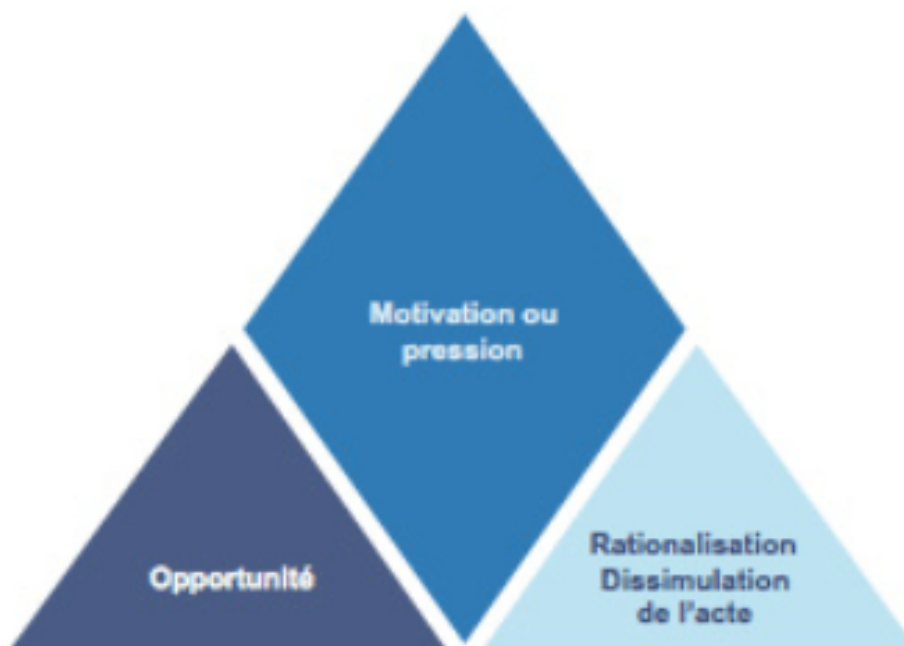 Motivation ou
pression
Opportunité
Rationalisation
Dissimulation
de l'acte